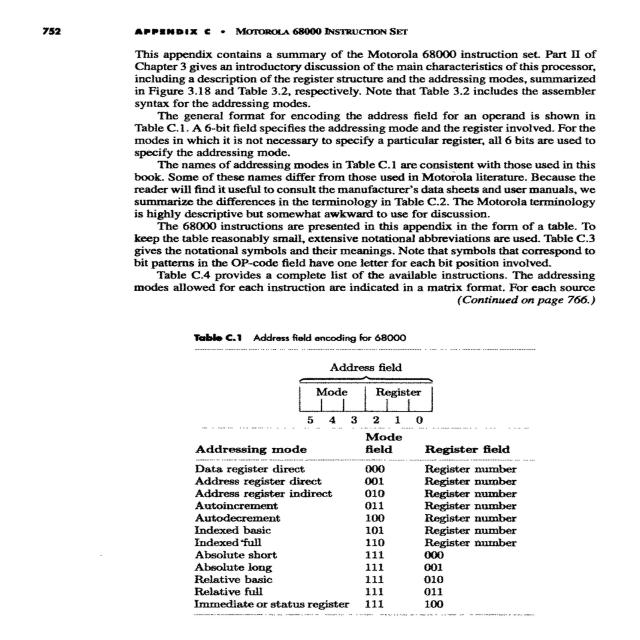 752 APPENDIX C • MOTOROLA 68000 INSTRUCTION SET
This appendix contains a summary of the Motorola 68000 instruction set. Part II of
Chapter 3 gives an introductory discussion of the main characteristics of this processor,
including a description of the register structure and the addressing modes, summarized
in Figure 3.18 and Table 3.2, respectively. Note that Table 3.2 includes the assembler
syntax for the addressing modes.
The general format for encoding the address field for an operand is shown in
Table C.1. A 6-bit field specifies the addressing mode and the register involved. For the
modes in which it is not necessary to specify a particular register, all 6 bits are used to
specify the addressing mode.
The names of addressing modes in Table C.1 are consistent with those used in this
book. Some of these names differ from those used in Motorola literature. Because the
reader will find it useful to consult the manufacturer's data sheets and user manuals, we
summarize the differences in the terminology in Table C.2. The Motorola terminology
is highly descriptive but somewhat awkward to use for discussion.
The 68000 instructions are presented in this appendix in the form of a table. To
keep the table reasonably small, extensive notational abbreviations are used. Table C.3
gives the notational symbols and their meanings. Note that symbols that correspond to
bit patterns in the OP-code field have one letter for each bit position involved.
Table C.4 provides a complete list of the available instructions. The addressing
modes allowed for each instruction are indicated in a matrix format. For each source
(Continued on page 766.)
Table C.1 Address field encoding for 68000
Address field
Mode Register
5 4 3 2 1 0
Mode
Addressing mode field Register field
Data register direct 000 Register number
Address register direct 001 Register number
Address register indirect 010 Register number
Autoincrement 011 Register number
Autodecrement 100 Register number
Indexed basic 101 Register number
Indexed full 110 Register number
Absolute short 111 000
Absolute long 111 001
Relative basic 111 010
Relative full 111 011
Immediate or status register 111 100